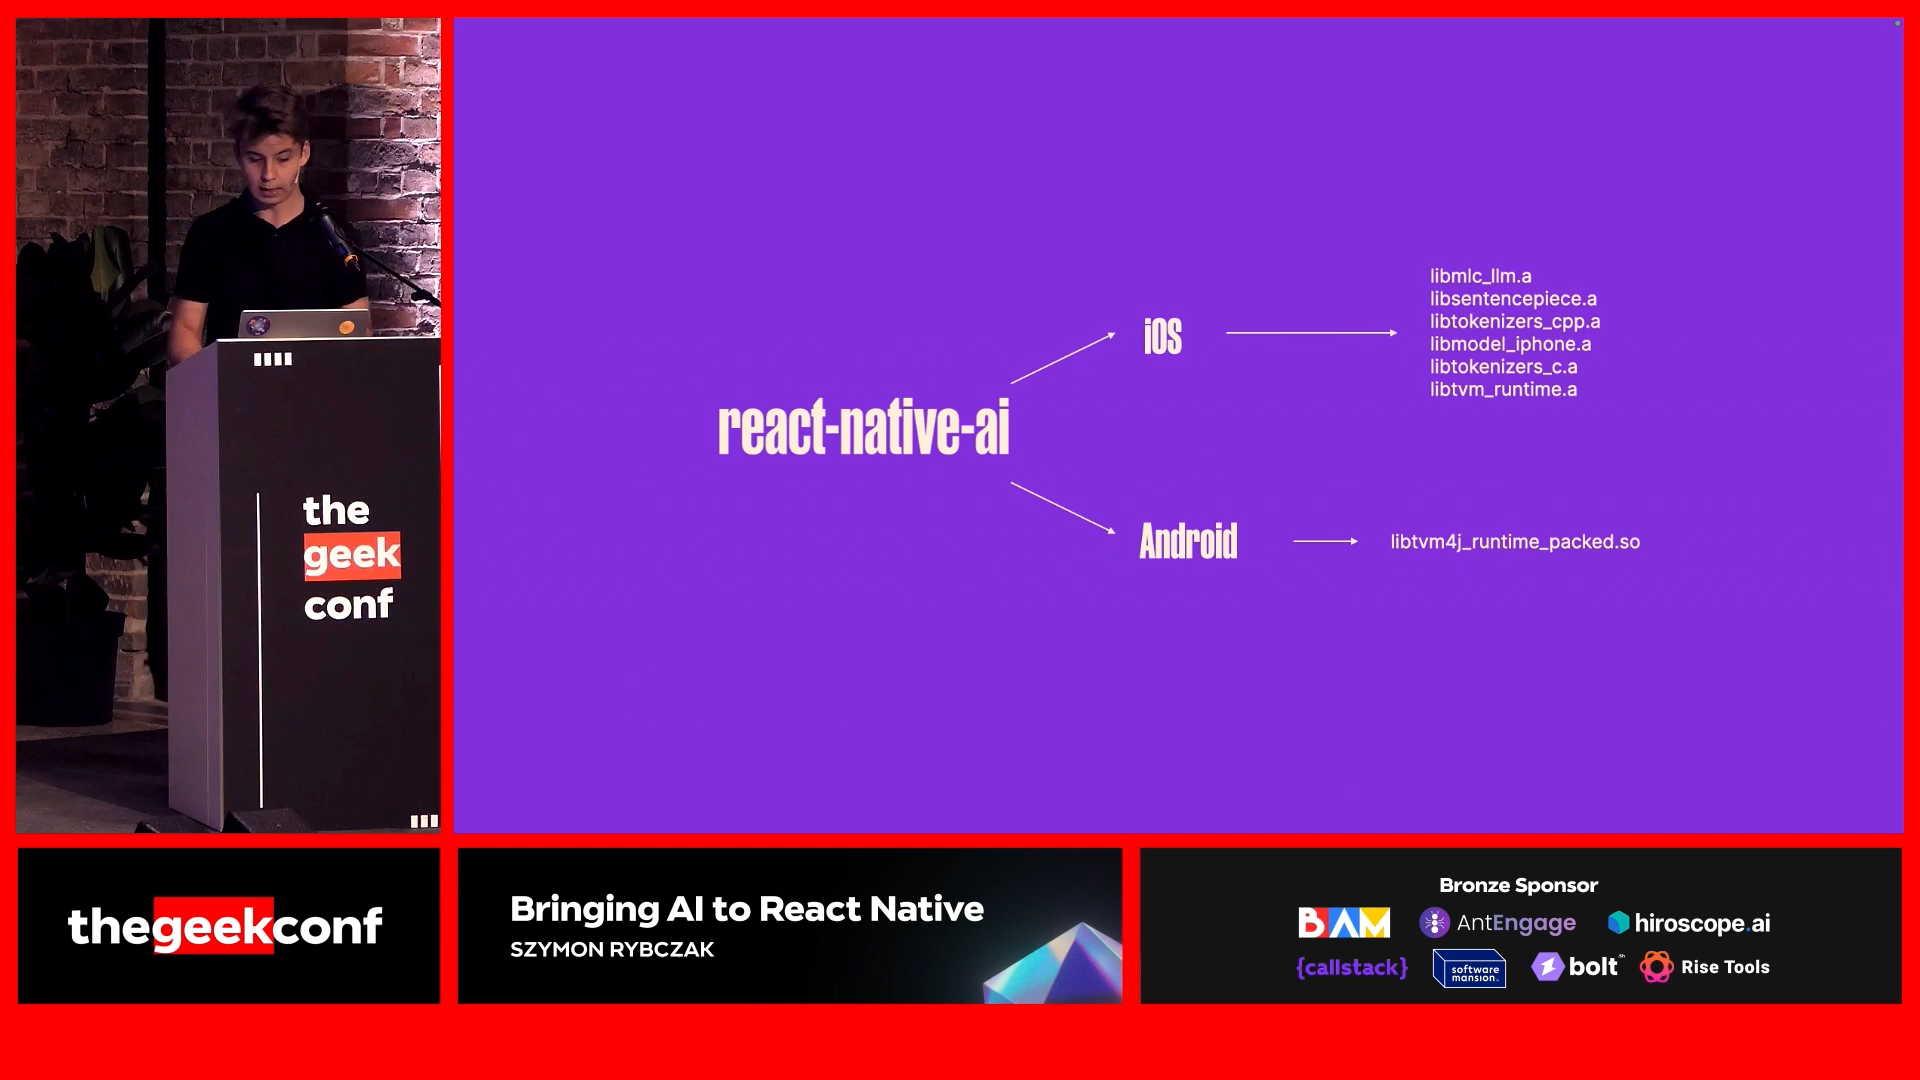 the
geek
conf
react-native-ai
iOS
libmlc_llm.a
libsentencepiece.a
libtokenizers_cpp.a
libmodel_iphone.a
libtokenizers_c.a
libtvm_runtime.a
Android
libtvm4j_runtime_packed.so
thegeekconf
Bringing AI to React Native
SZYMON RYBCZAK
Bronze Sponsor
BAM
AntEngage
hiroscope.ai
{callstack}
software
mansion
bolt.sh
Rise Tools